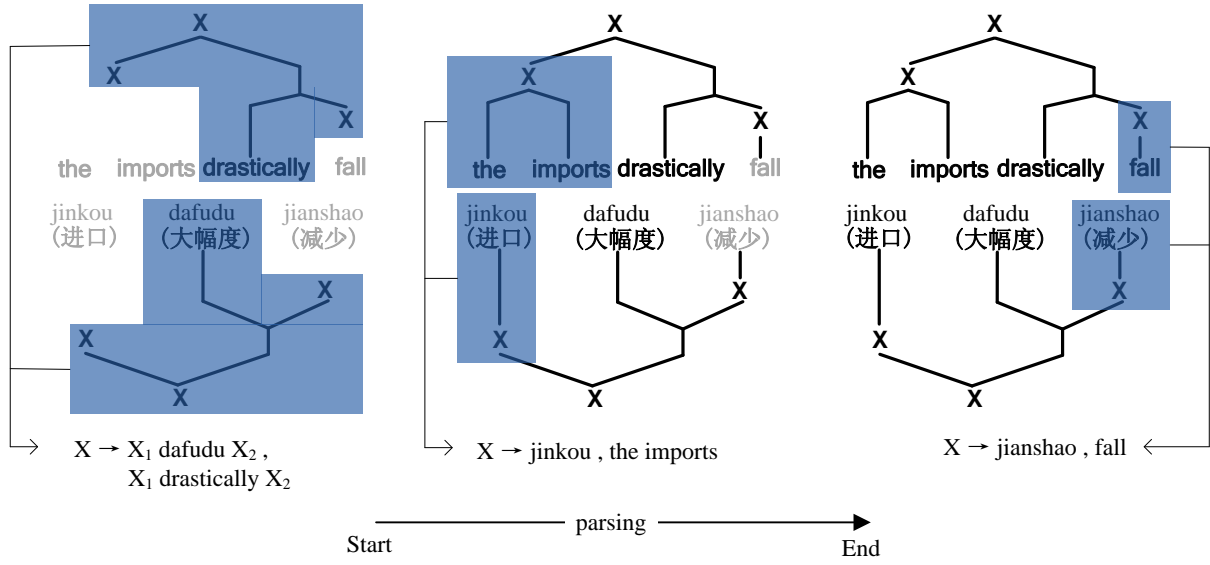 X
X
X
the imports drastically fall
jinkou dafudu jianshao
(进口) (大幅度) (减少)
X
X
X
X → X₁ dafudu X₂ ,
X₁ drastically X₂
X
X
X
the imports drastically fall
jinkou dafudu jianshao
(进口) (大幅度) (减少)
X
X
X
X → jinkou , the imports
X
X
X
the imports drastically fall
jinkou dafudu jianshao
(进口) (大幅度) (减少)
X
X
X
X → jianshao , fall
parsing
Start
End